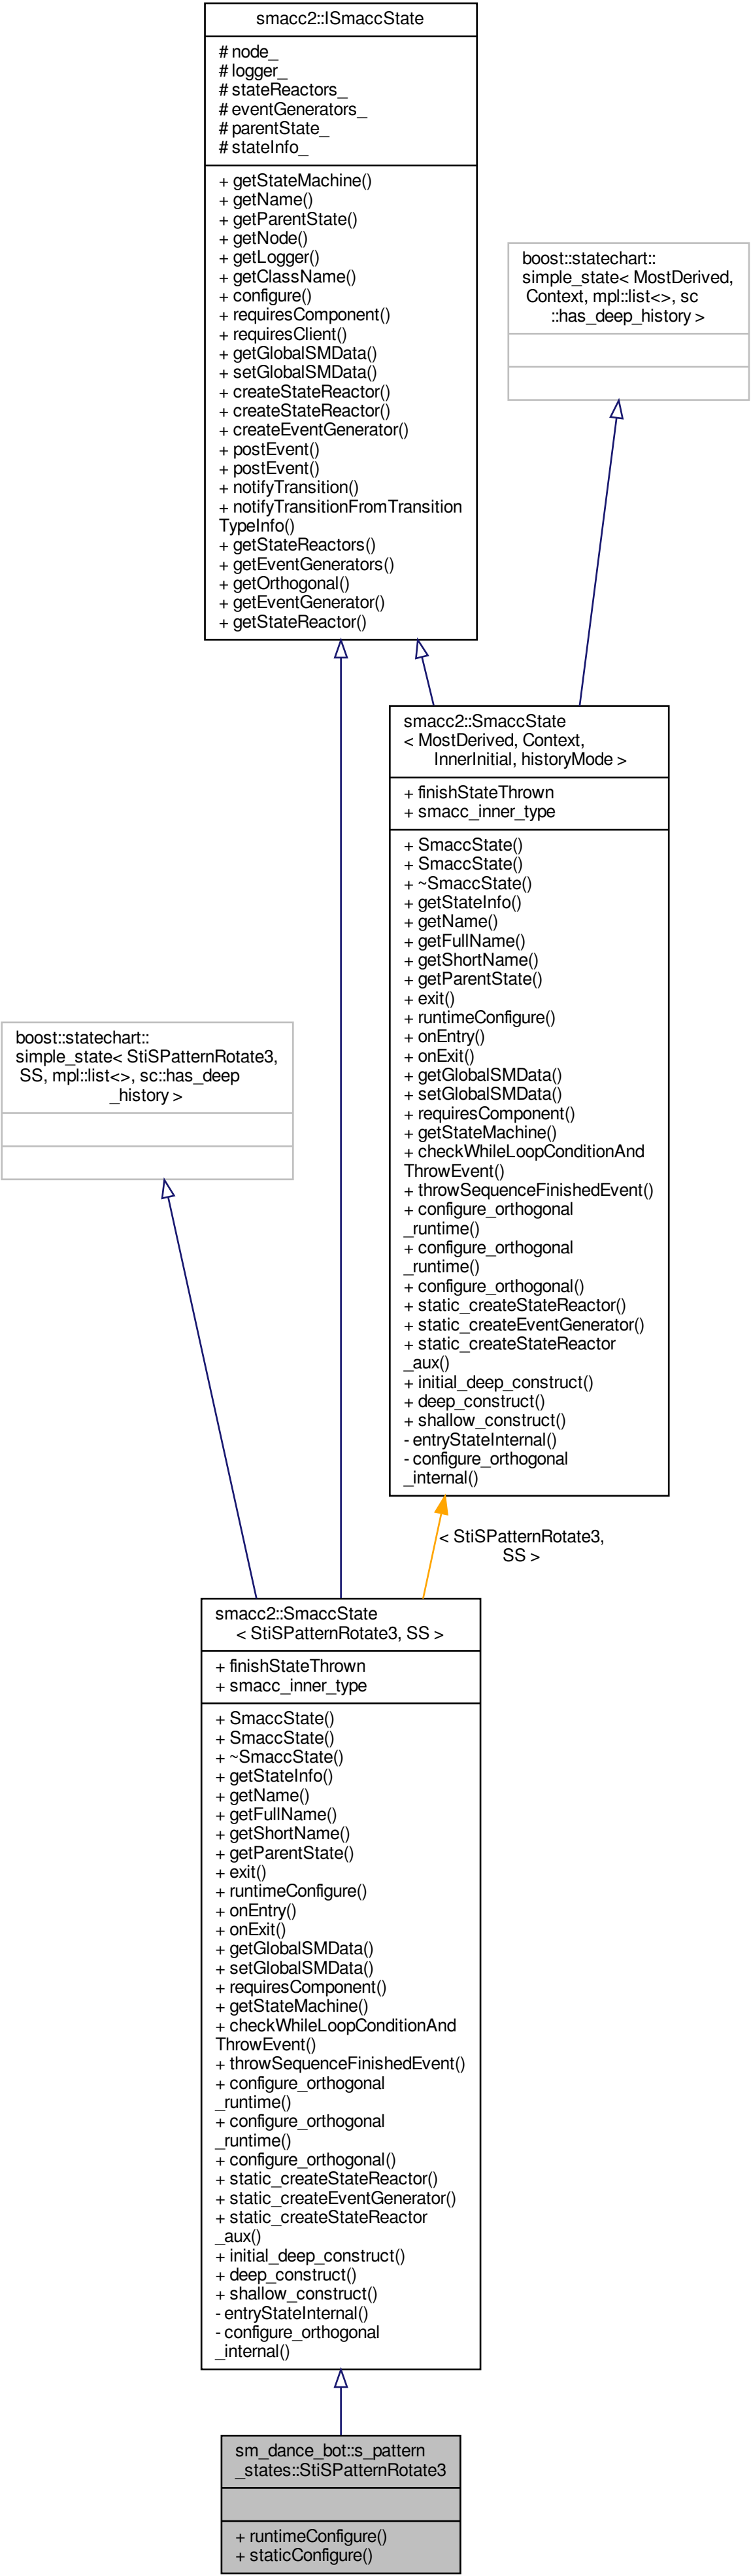 smacc2::ISmaccState
# node_
# logger_
# stateReactors_
# eventGenerators_
# parentState_
# stateInfo_
+ getStateMachine()
+ getName()
+ getParentState()
+ getNode()
+ getLogger()
+ getClassName()
+ configure()
+ requiresComponent()
+ requiresClient()
+ getGlobalSMData()
+ setGlobalSMData()
+ createStateReactor()
+ createStateReactor()
+ createEventGenerator()
+ postEvent()
+ postEvent()
+ notifyTransition()
+ notifyTransitionFromTransition
TypeInfo()
+ getStateReactors()
+ getEventGenerators()
+ getOrthogonal()
+ getEventGenerator()
+ getStateReactor()
boost::statechart::
simple_state< MostDerived,
Context, mpl::list<>, sc
::has_deep_history >
smacc2::SmaccState
< MostDerived, Context,
InnerInitial, historyMode >
+ finishStateThrown
+ smacc_inner_type
+ SmaccState()
+ SmaccState()
+ ~SmaccState()
+ getStateInfo()
+ getName()
+ getFullName()
+ getShortName()
+ getParentState()
+ exit()
+ runtimeConfigure()
+ onEntry()
+ onExit()
+ getGlobalSMData()
+ setGlobalSMData()
+ requiresComponent()
+ getStateMachine()
+ checkWhileLoopConditionAnd
ThrowEvent()
+ throwSequenceFinishedEvent()
+ configure_orthogonal
_runtime()
+ configure_orthogonal
_runtime()
+ configure_orthogonal()
+ static_createStateReactor()
+ static_createEventGenerator()
+ static_createStateReactor
_aux()
+ initial_deep_construct()
+ deep_construct()
+ shallow_construct()
- entryStateInternal()
- configure_orthogonal
_internal()
boost::statechart::
simple_state< StiSPatternRotate3,
SS, mpl::list<>, sc::has_deep
_history >
< StiSPatternRotate3,
SS >
smacc2::SmaccState
< StiSPatternRotate3, SS >
+ finishStateThrown
+ smacc_inner_type
+ SmaccState()
+ SmaccState()
+ ~SmaccState()
+ getStateInfo()
+ getName()
+ getFullName()
+ getShortName()
+ getParentState()
+ exit()
+ runtimeConfigure()
+ onEntry()
+ onExit()
+ getGlobalSMData()
+ setGlobalSMData()
+ requiresComponent()
+ getStateMachine()
+ checkWhileLoopConditionAnd
ThrowEvent()
+ throwSequenceFinishedEvent()
+ configure_orthogonal
_runtime()
+ configure_orthogonal
_runtime()
+ configure_orthogonal()
+ static_createStateReactor()
+ static_createEventGenerator()
+ static_createStateReactor
_aux()
+ initial_deep_construct()
+ deep_construct()
+ shallow_construct()
- entryStateInternal()
- configure_orthogonal
_internal()
sm_dance_bot::s_pattern
_states::StiSPatternRotate3
+ runtimeConfigure()
+ staticConfigure()